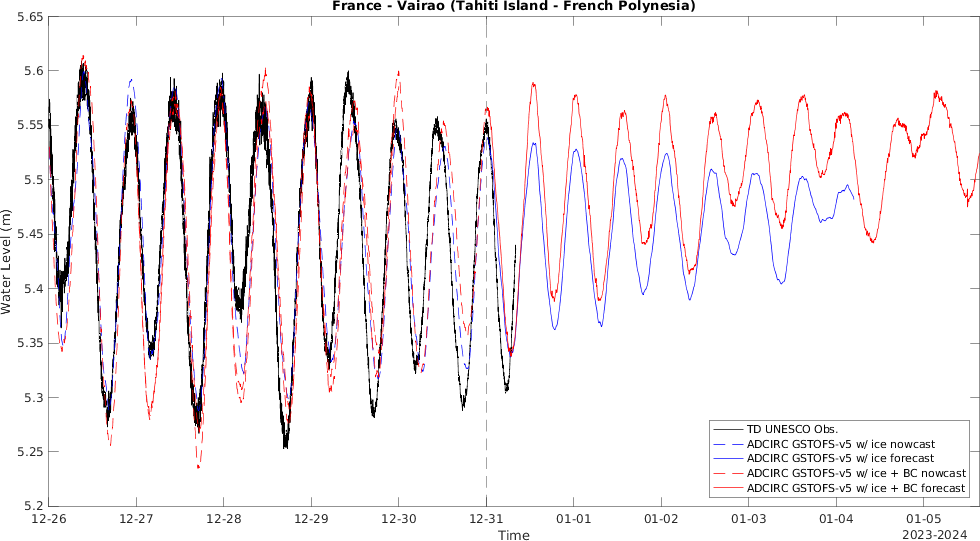 France - Vairao (Tahiti Island - French Polynesia)
5.65
5.6
5.55
5.5
5.45
5.4
5.35
5.3
5.25
5.2
Water Level (m)
12-26 12-27 12-28 12-29 12-30 12-31 01-01 01-02 01-03 01-04 01-05
Time
2023-2024
TD UNESCO Obs.
ADCIRC GSTOFS-v5 w/ ice nowcast
ADCIRC GSTOFS-v5 w/ ice forecast
ADCIRC GSTOFS-v5 w/ ice + BC nowcast
ADCIRC GSTOFS-v5 w/ ice + BC forecast